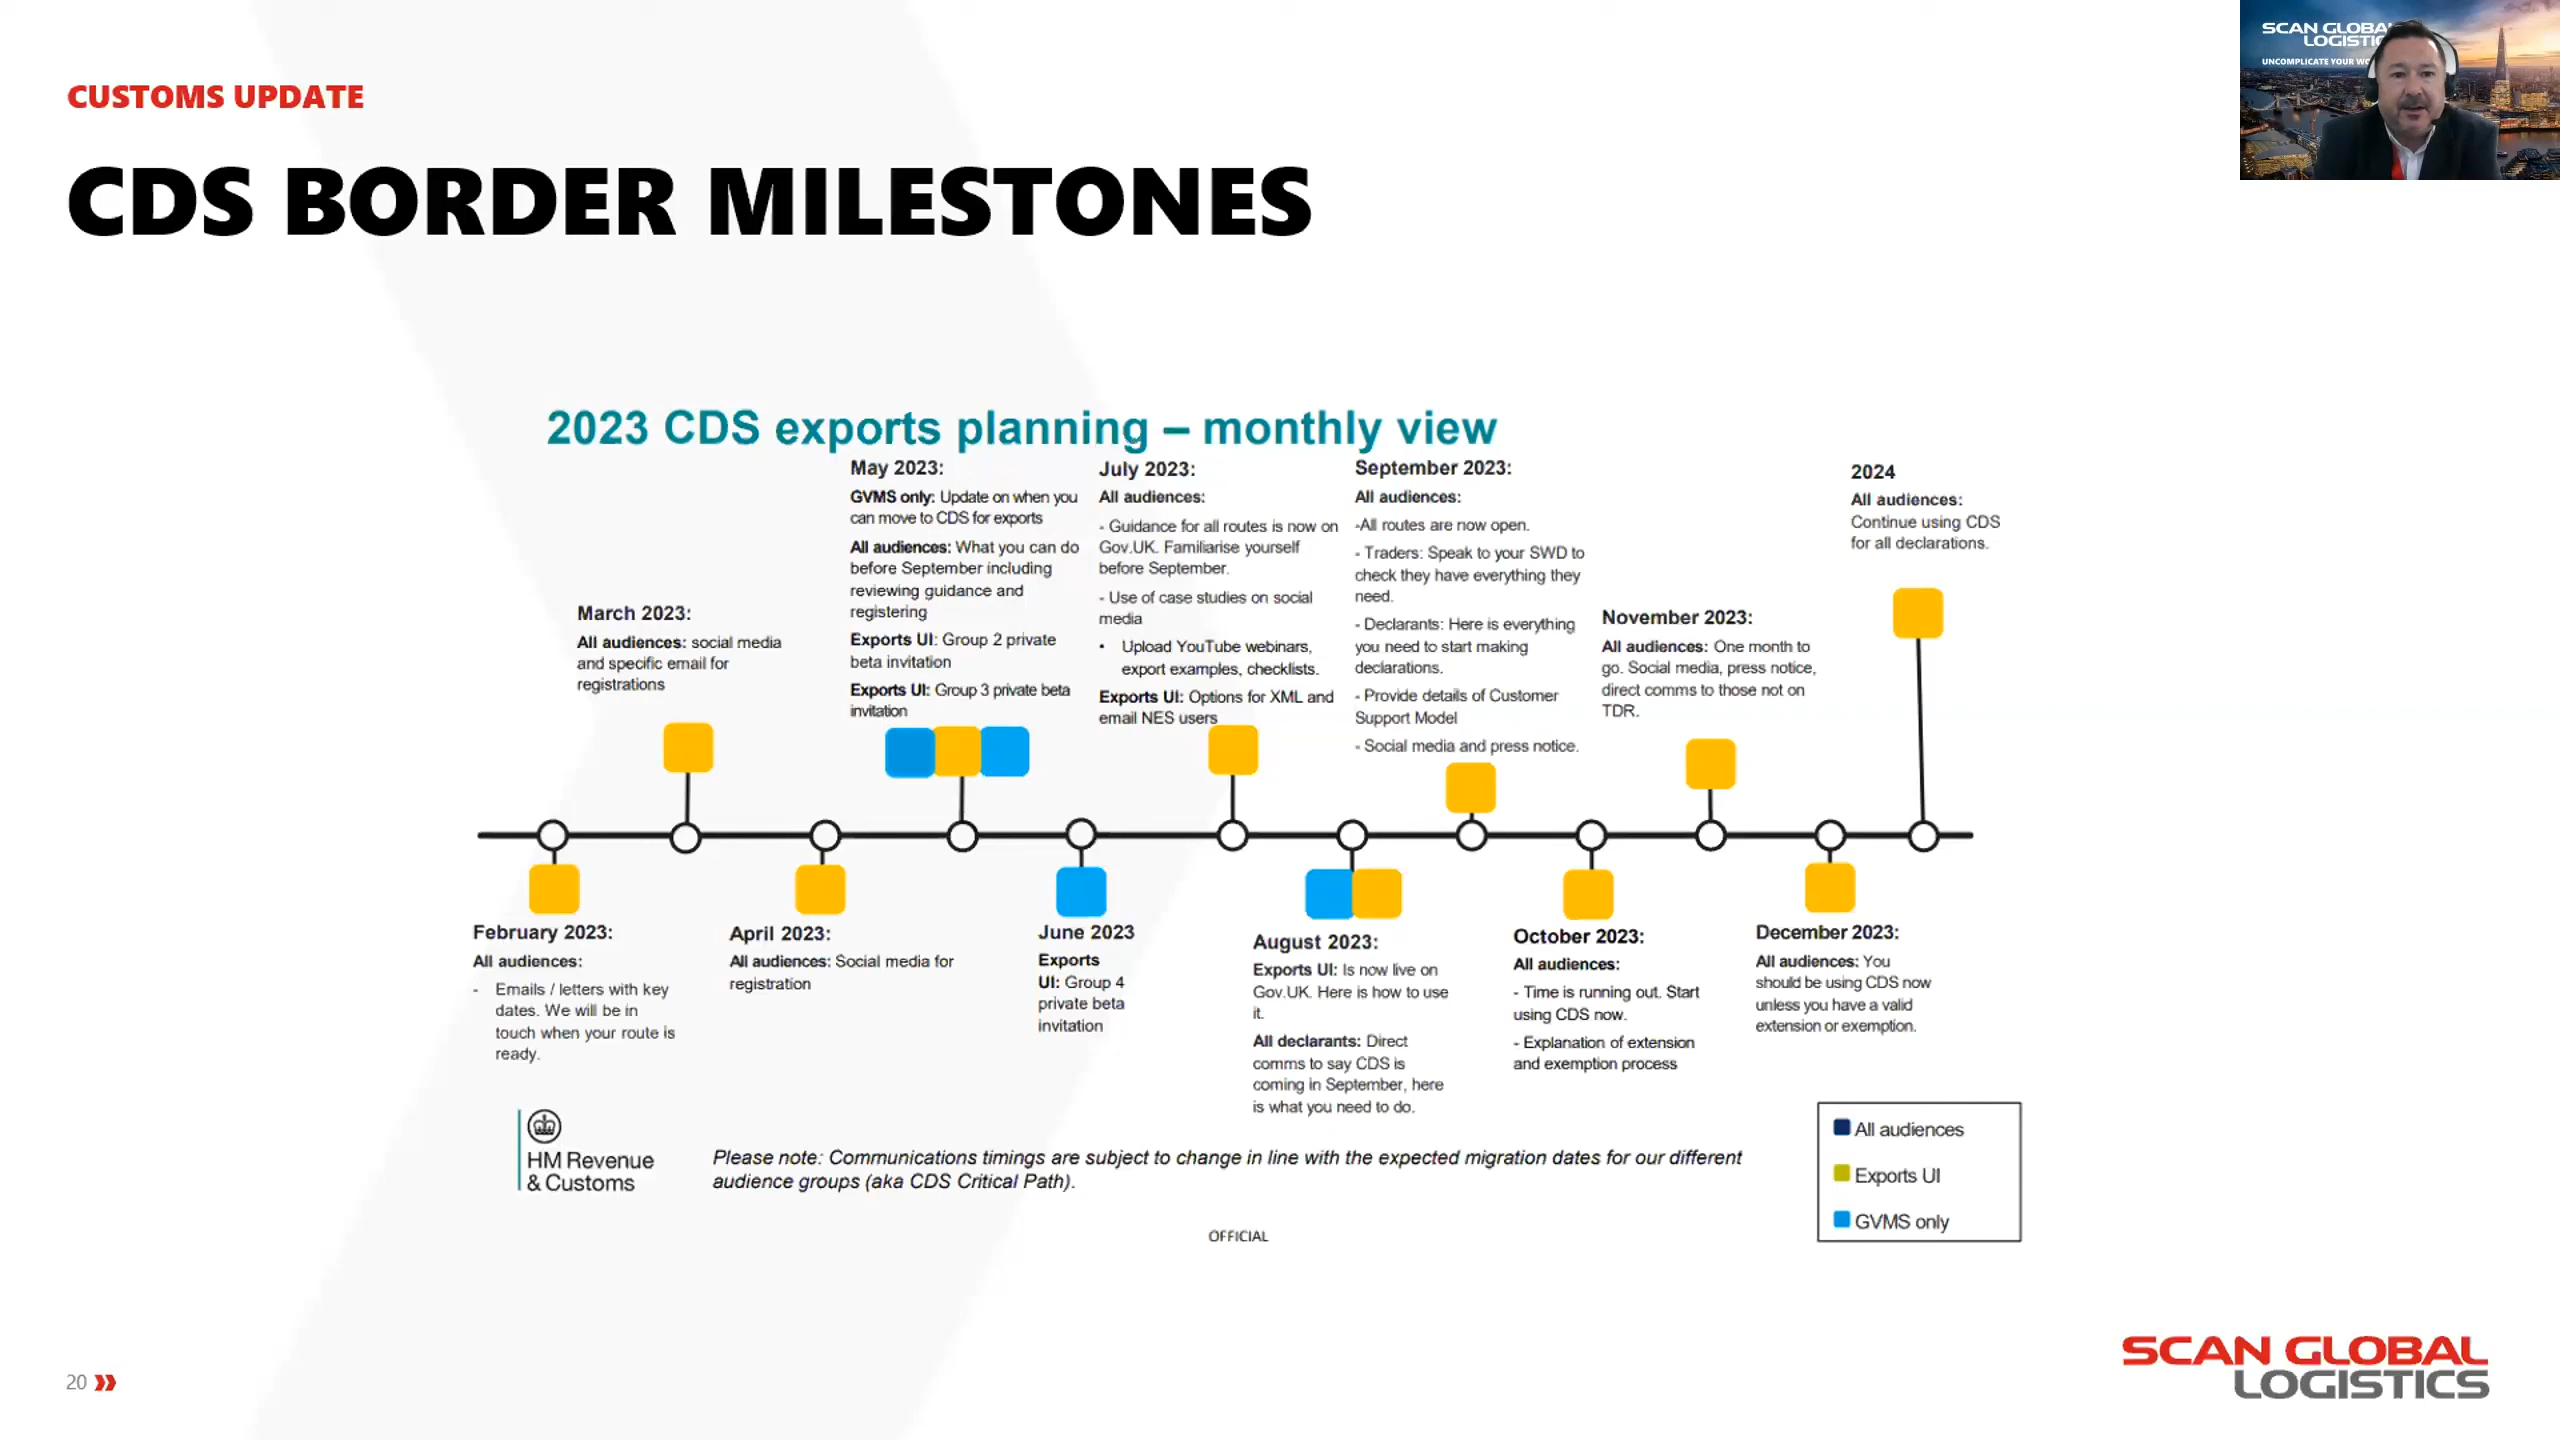 SCAN GLOBA
LOGISTIC
UNCOMPLICATE YOUR WO
CUSTOMS UPDATE
CDS BORDER MILESTONES
2023 CDS exports planning – monthly view
March 2023:
All audiences: social media
and specific email for
registrations
May 2023:
GVMS only: Update on when you
can move to CDS for exports
All audiences: What you can do
before September including
reviewing guidance and
registering
Exports UI: Group 2 private
beta invitation
Exports UI: Group 3 private beta
invitation
July 2023:
All audiences:
- Guidance for all routes is now on
Gov.UK. Familiarise yourself
before September.
- Use of case studies on social
media
• Upload YouTube webinars,
export examples, checklists.
Exports UI: Options for XML and
email NES users
September 2023:
All audiences:
-All routes are now open.
- Traders: Speak to your SWD to
check they have everything they
need.
- Declarants: Here is everything
you need to start making
declarations.
- Provide details of Customer
Support Model
- Social media and press notice.
November 2023:
All audiences: One month to
go. Social media, press notice,
direct comms to those not on
TDR.
2024
All audiences:
Continue using CDS
for all declarations.
February 2023:
All audiences:
- Emails / letters with key
dates. We will be in
touch when your route is
ready.
April 2023:
All audiences: Social media for
registration
June 2023
Exports
UI: Group 4
private beta
invitation
August 2023:
Exports UI: Is now live on
Gov.UK. Here is how to use
it.
All declarants: Direct
comms to say CDS is
coming in September, here
is what you need to do.
October 2023:
All audiences:
- Time is running out. Start
using CDS now.
- Explanation of extension
and exemption process
December 2023:
All audiences: You
should be using CDS now
unless you have a valid
extension or exemption.
HM Revenue
& Customs
Please note: Communications timings are subject to change in line with the expected migration dates for our different
audience groups (aka CDS Critical Path).
All audiences
Exports UI
GVMS only
OFFICIAL
20
SCAN GLOBAL
LOGISTICS